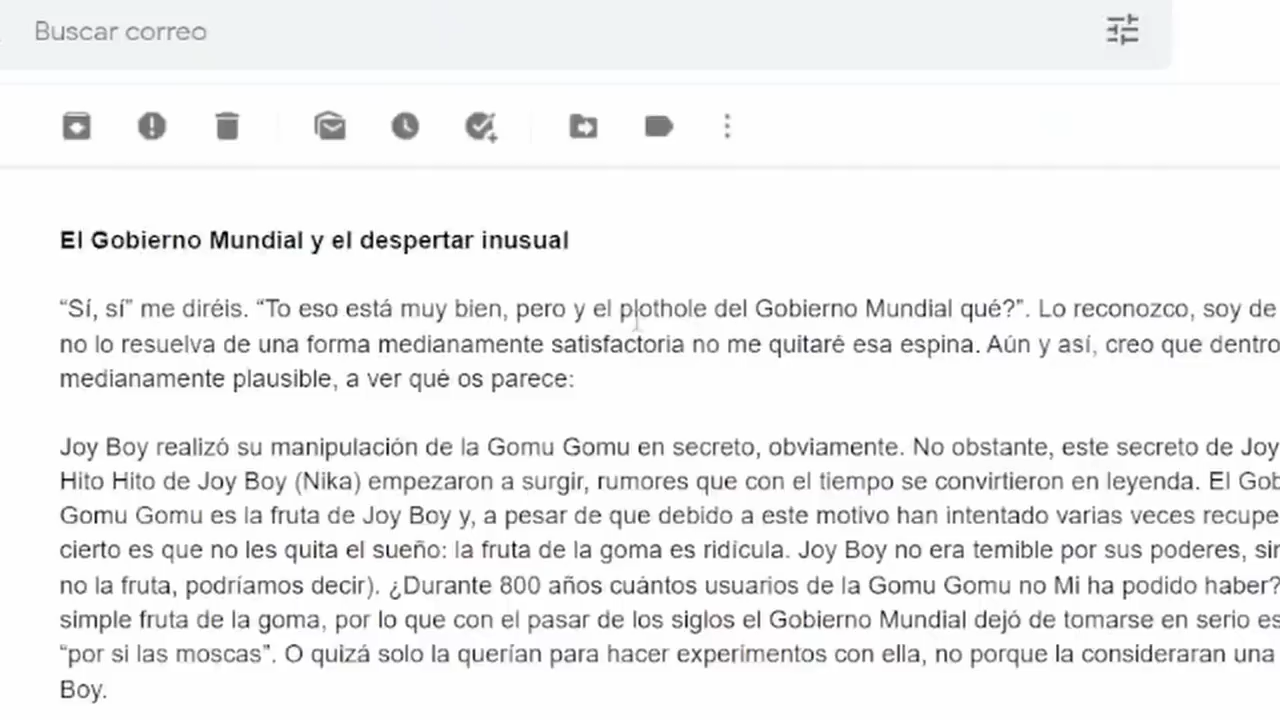 Buscar correo
El Gobierno Mundial y el despertar inusual
“Sí, sí” me diréis. “To eso está muy bien, pero y el plothole del Gobierno Mundial qué?”. Lo reconozco, soy de
no lo resuelva de una forma medianamente satisfactoria no me quitaré esa espina. Aún y así, creo que dentro
medianamente plausible, a ver qué os parece:
Joy Boy realizó su manipulación de la Gomu Gomu en secreto, obviamente. No obstante, este secreto de Joy
Hito Hito de Joy Boy (Nika) empezaron a surgir, rumores que con el tiempo se convirtieron en leyenda. El Gob
Gomu Gomu es la fruta de Joy Boy y, a pesar de que debido a este motivo han intentado varias veces recupe
cierto es que no les quita el sueño: la fruta de la goma es ridícula. Joy Boy no era temible por sus poderes, sin
no la fruta, podríamos decir). ¿Durante 800 años cuántos usuarios de la Gomu Gomu no Mi ha podido haber?
simple fruta de la goma, por lo que con el pasar de los siglos el Gobierno Mundial dejó de tomarse en serio es
“por si las moscas”. O quizá solo la querían para hacer experimentos con ella, no porque la consideraran una
Boy.